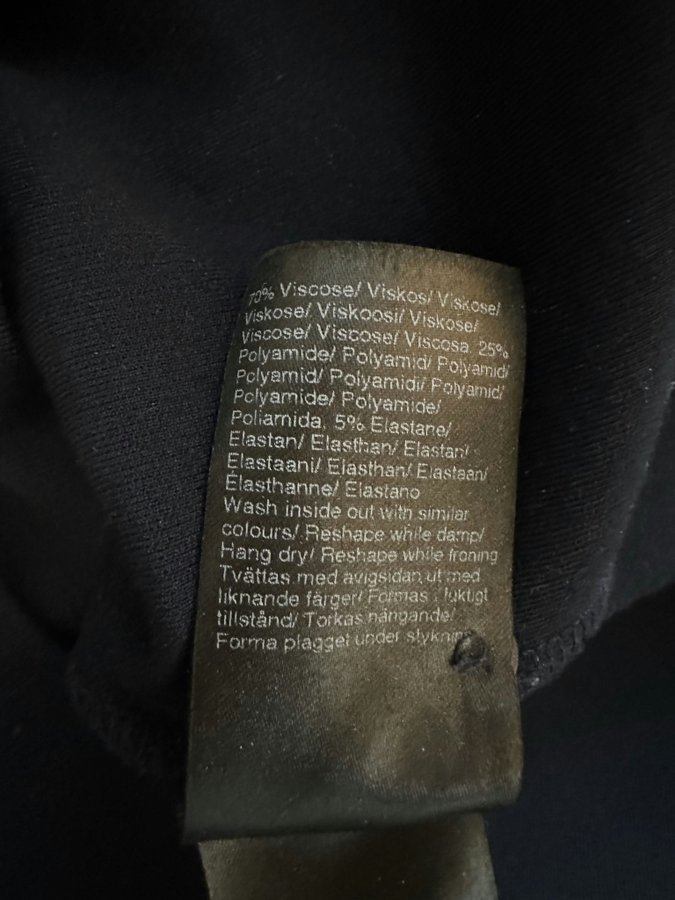 70% Viscose/ Viskos/ Viskose/
Viskose/ Viskoosi/ Viskose/
Viscose/ Viscose/ Viscosa. 25%
Polyamide/ Polyamid/ Polyamid/
Polyamid/ Polyamidi/ Polyamid/
Polyamide/ Polyamide/
Poliamida. 5% Elastane/
Elastan/ Elasthan/ Elastan/
Elastaani/ Elasthan/ Elastaan/
Élasthanne/ Elastano
Wash inside out with similar
colours/ Reshape while damp/
Hang dry/ Reshape while ironing
Tvättas med avigsidan ut med
liknande färger/ Formas i fuktigt
tillstånd/ Torkas hängande/
Forma plagget under